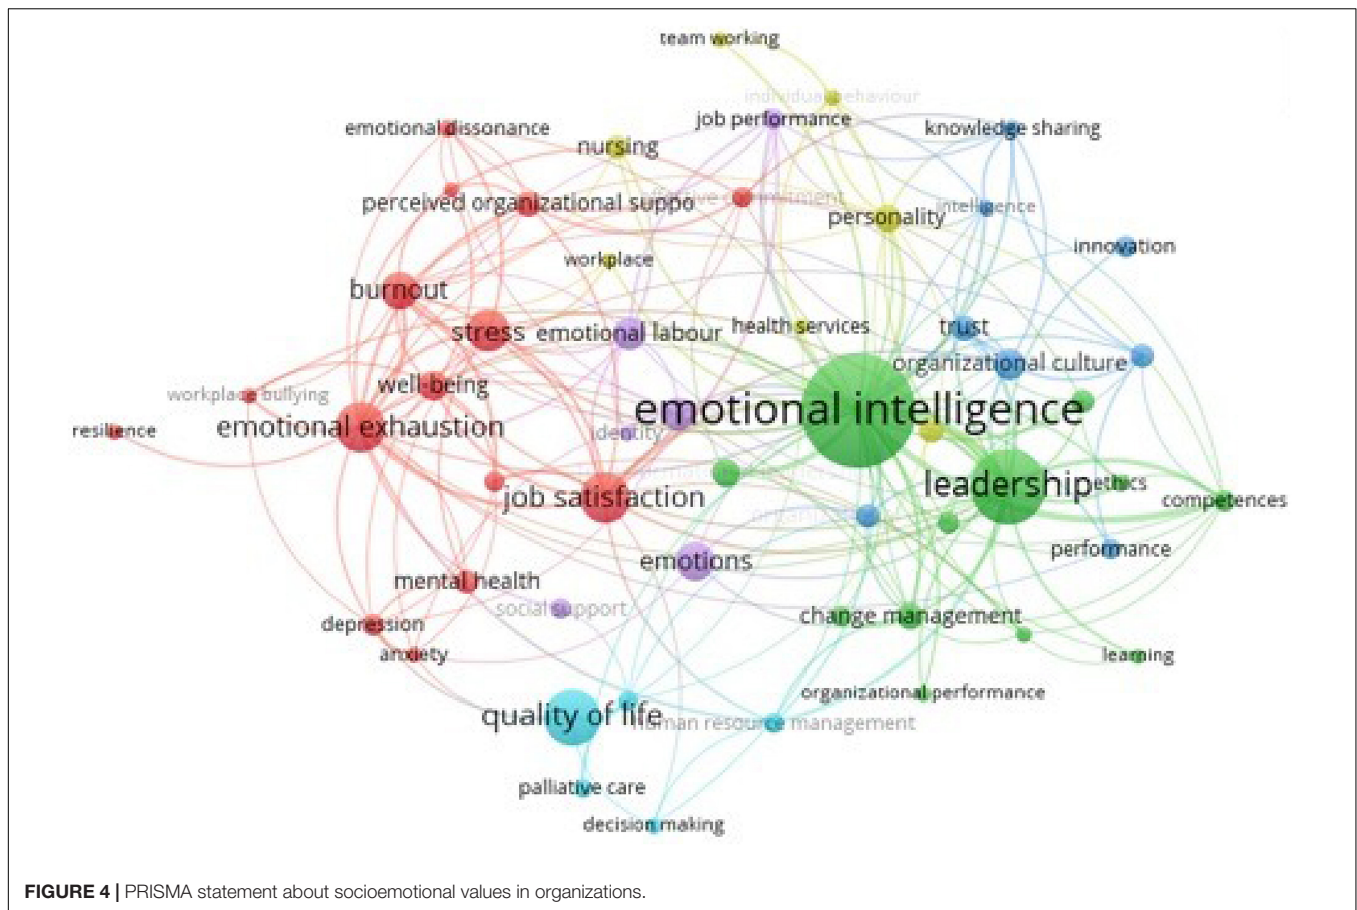 team working
individual behaviour
job performance
knowledge sharing
emotional dissonance
nursing
perceived organizational suppo
affective commitment
personality
intelligence
innovation
workplace
burnout
stress
emotional labour
health services
trust
organizational culture
well-being
workplace bullying
emotional intelligence
resilience
emotional exhaustion
identity
leadership
ethics
job satisfaction
competences
performance
emotions
mental health
social support
change management
depression
anxiety
learning
organizational performance
quality of life
human resource management
palliative care
decision making
FIGURE 4 | PRISMA statement about socioemotional values in organizations.